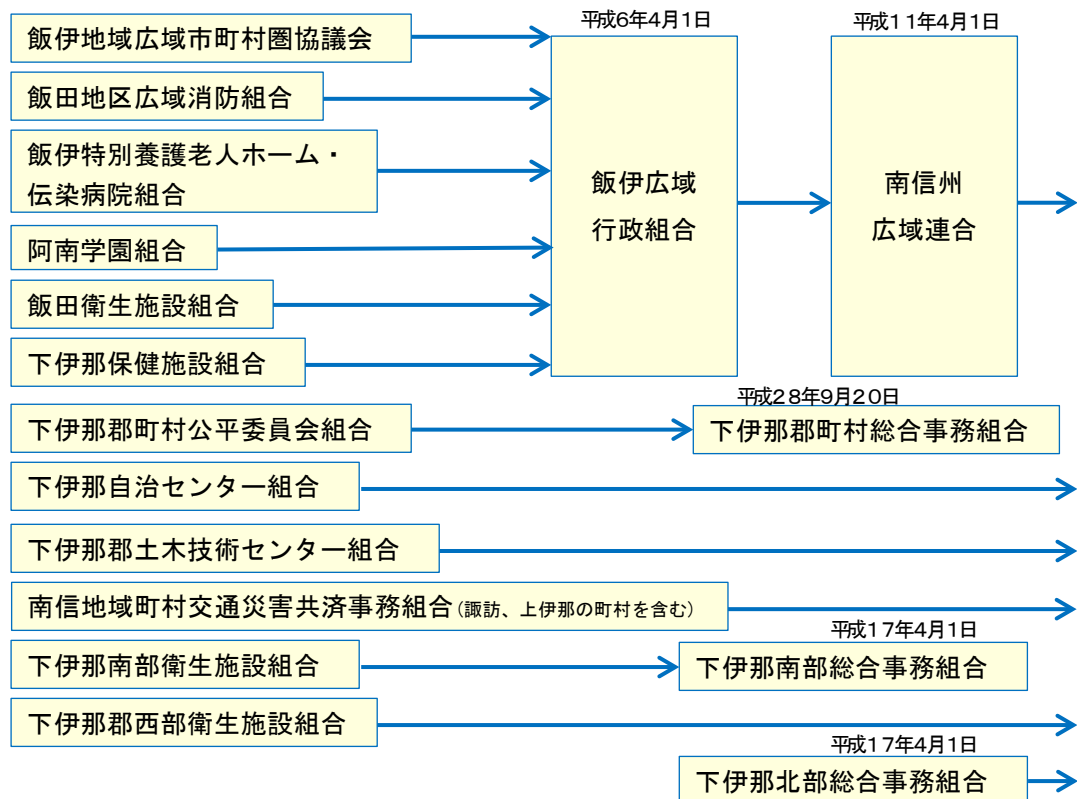 平成6年4月1日
平成11年4月1日
飯伊地域広域市町村圏協議会
飯田地区広域消防組合
飯伊特別養護老人ホーム・
伝染病院組合
阿南学園組合
飯田衛生施設組合
下伊那保健施設組合
飯伊広域
行政組合
南信州
広域連合
平成28年9月20日
下伊那郡町村公平委員会組合
下伊那郡町村総合事務組合
下伊那自治センター組合
下伊那郡土木技術センター組合
南信地域町村交通災害共済事務組合(諏訪、上伊那の町村を含む)
平成17年4月1日
下伊那南部衛生施設組合
下伊那南部総合事務組合
下伊那郡西部衛生施設組合
平成17年4月1日
下伊那北部総合事務組合